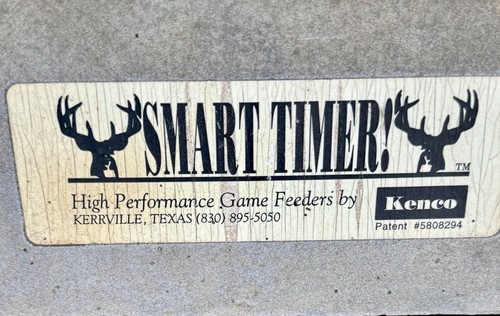 SMART TIMER!
TM
High Performance Game Feeders by
Kenco
KERRVILLE, TEXAS (830) 895-5050
Patent #5808294